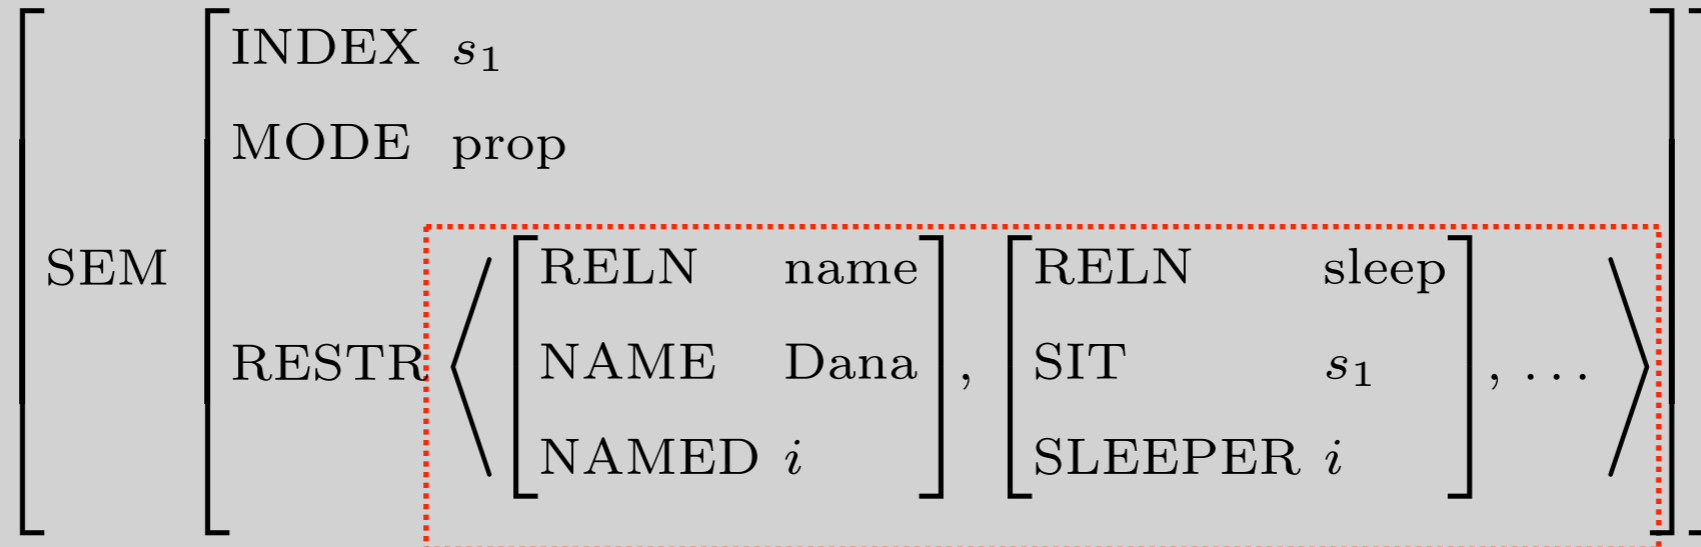 INDEX s₁
MODE prop
SEM RELN name RELN sleep
RESTR ⟨ NAME Dana , SIT s₁ , … ⟩
NAMED i SLEEPER i